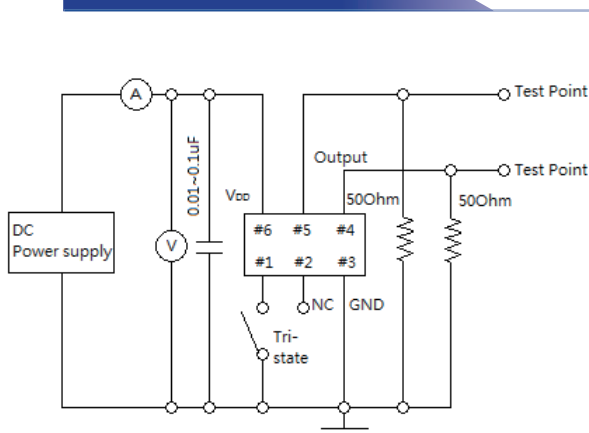 A
Test Point
0.01~0.1uF
Output
Test Point
VDD
50Ohm
50Ohm
DC
Power supply
V
#6 #5 #4
#1 #2 #3
NC GND
Tri-
state